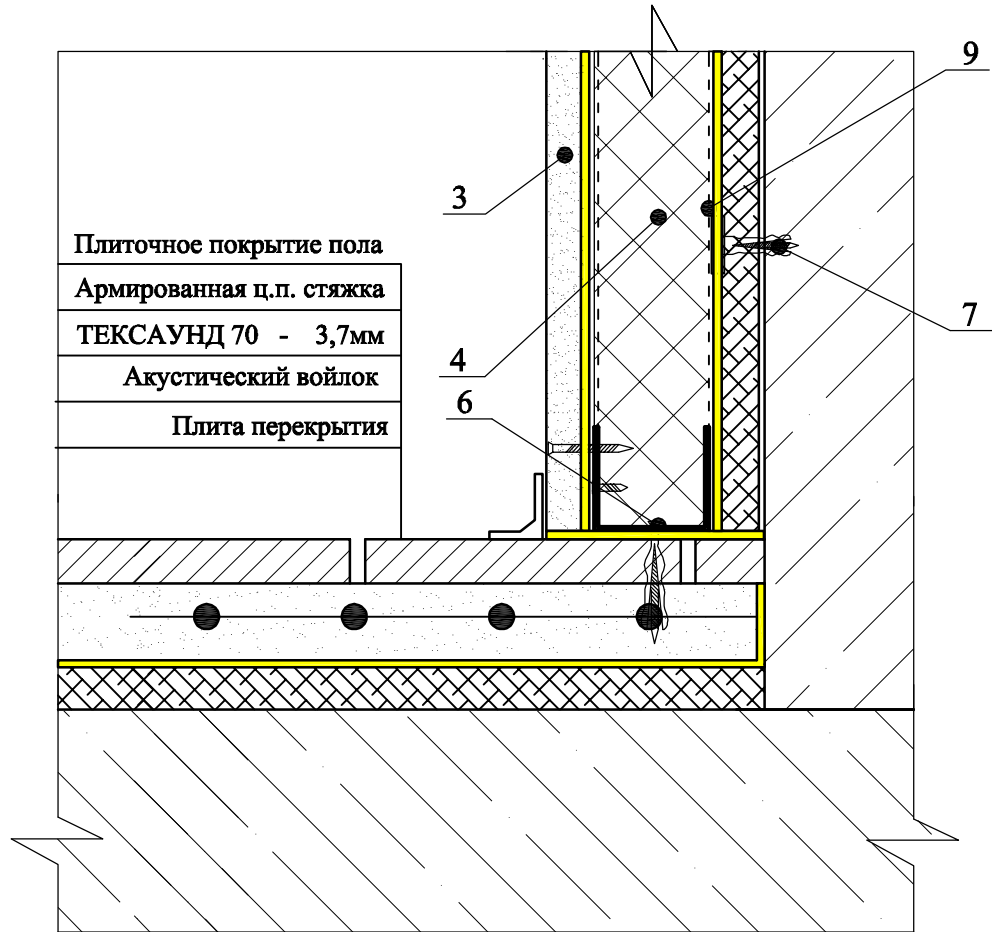 9
3
Плиточное покрытие пола
Армированная ц.п. стяжка
7
ТЕКСАУНД 70 - 3,7мм
4
Акустический войлок
6
Плита перекрытия